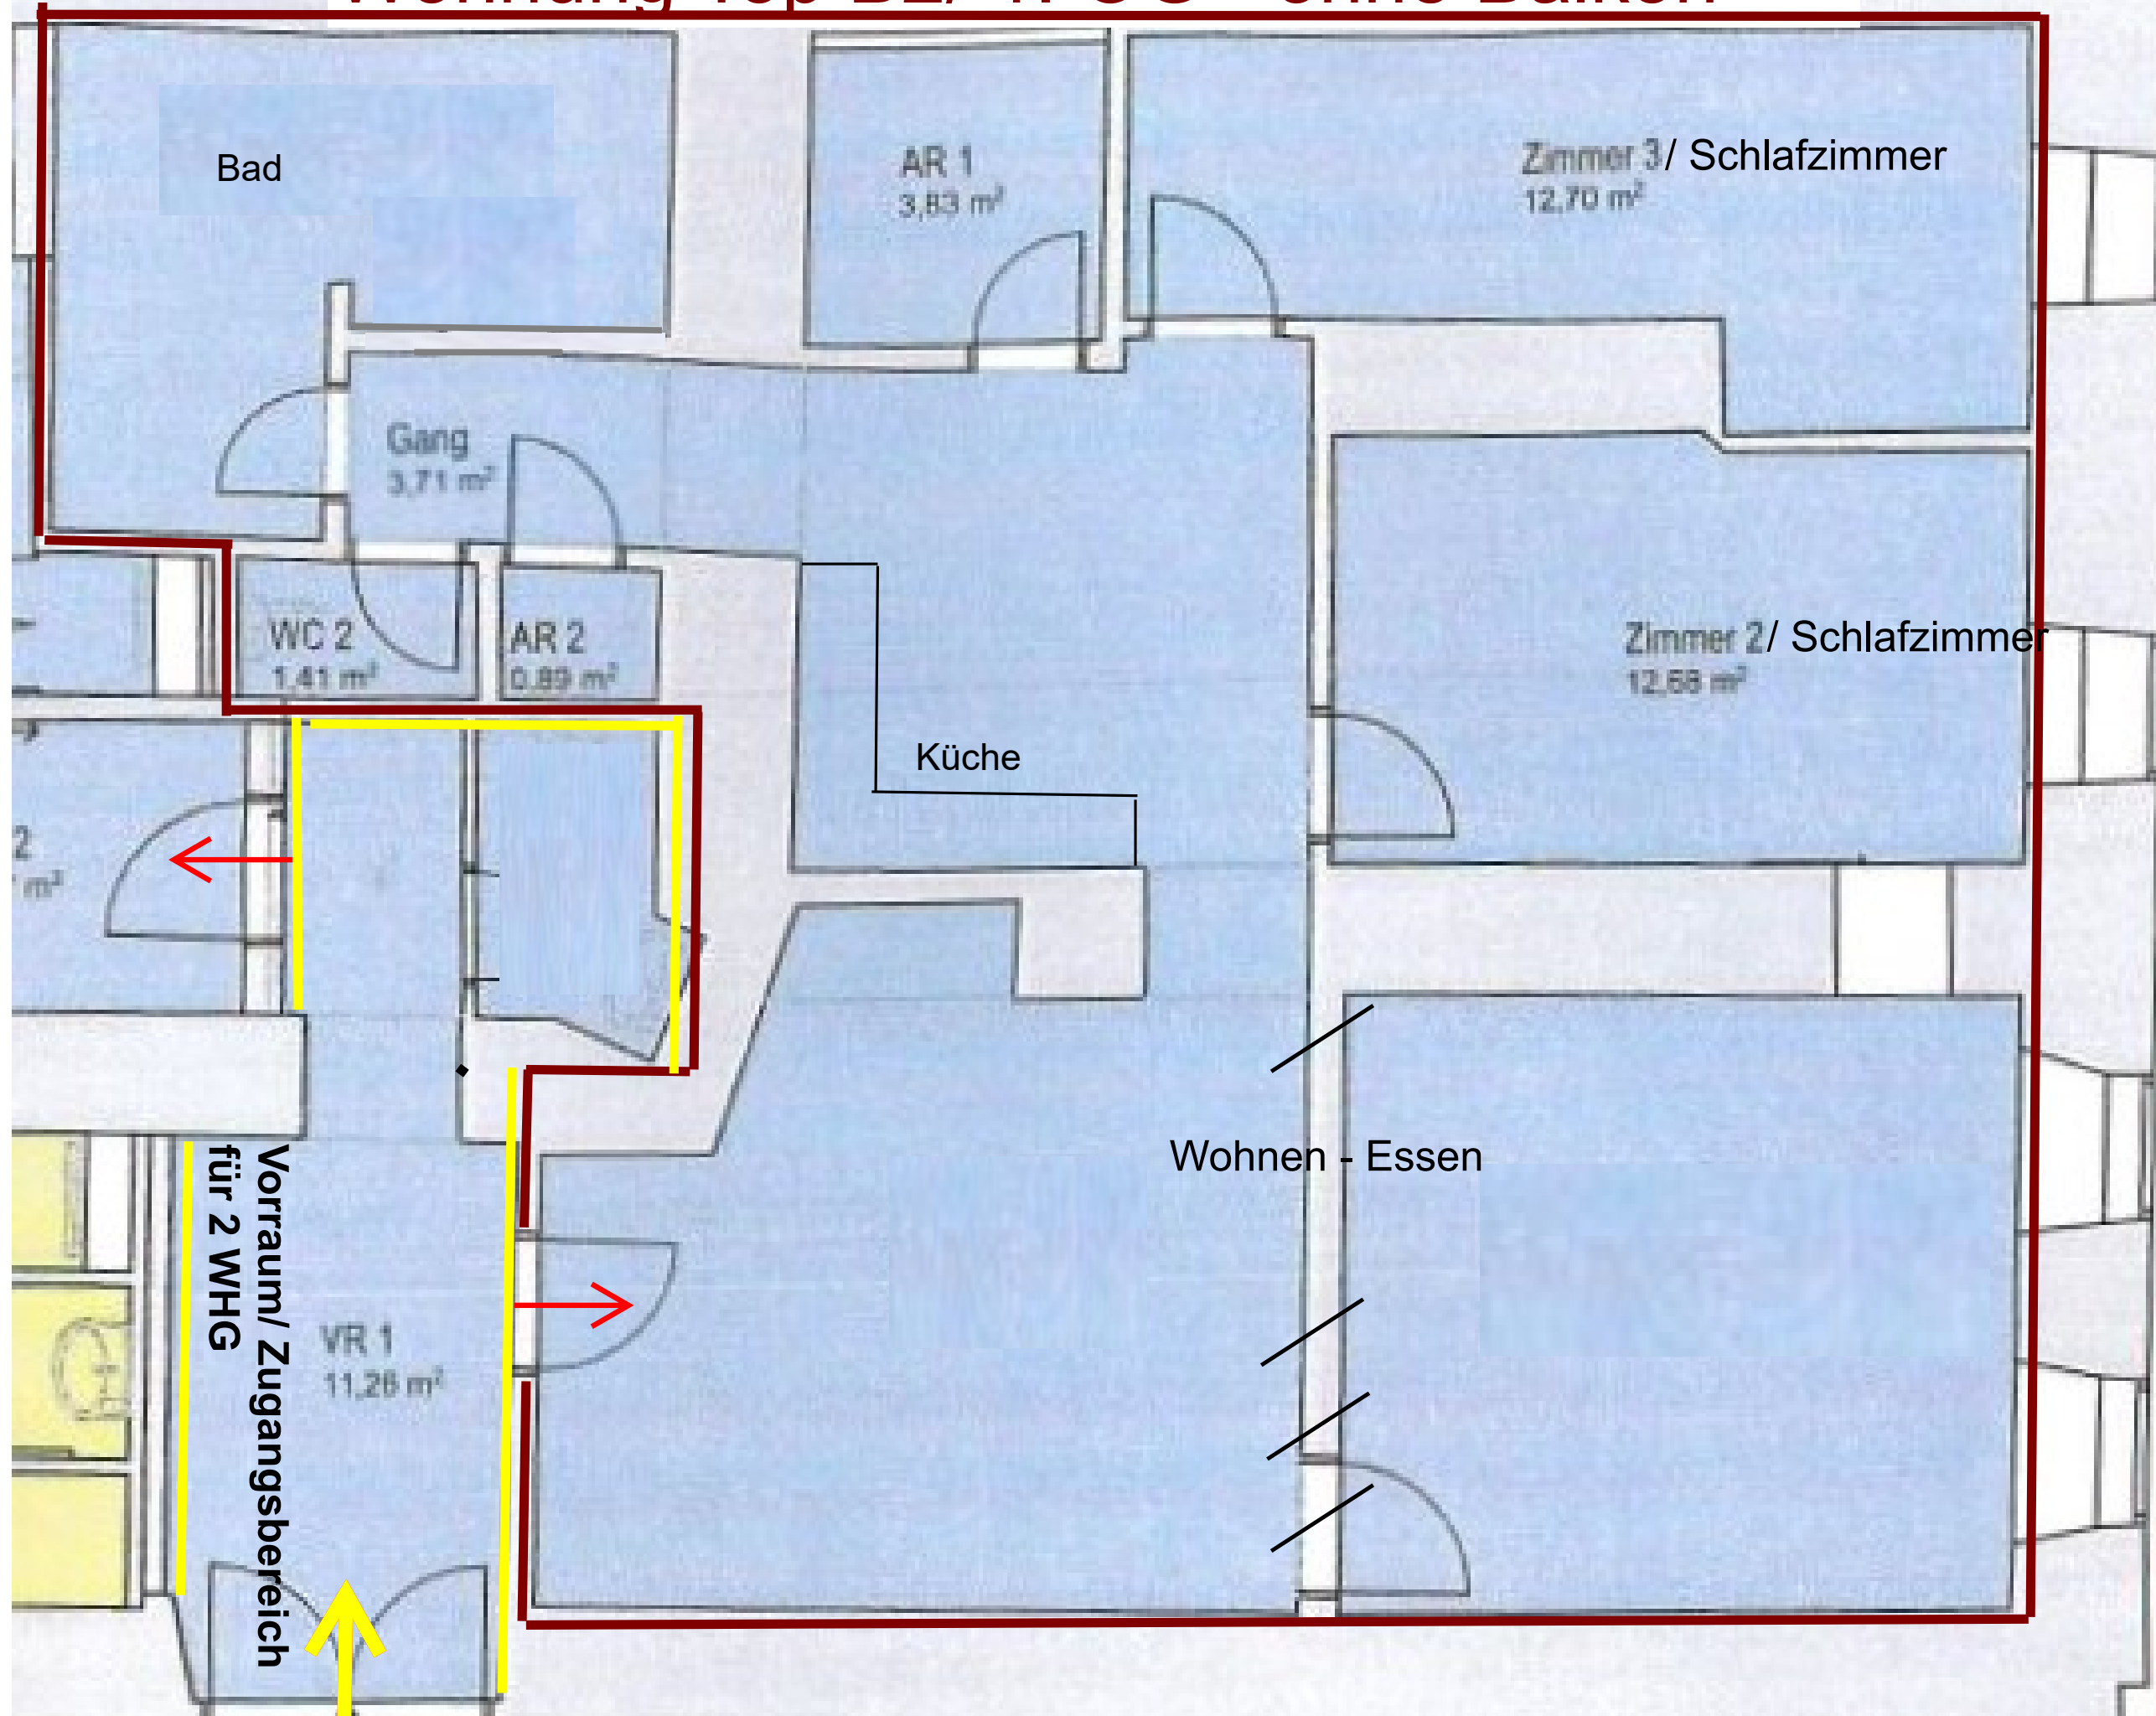 Bad
AR 1
3,83 m²
Zimmer 3/ Schlafzimmer
12,70 m²
Gang
3,71 m²
WC 2
1,41 m²
AR 2
0,89 m²
Zimmer 2/ Schlafzimmer
12,68 m²
Küche
2
m²
Wohnen - Essen
Vorraum/ Zugangsbereich
für 2 WHG
VR 1
11,26 m²